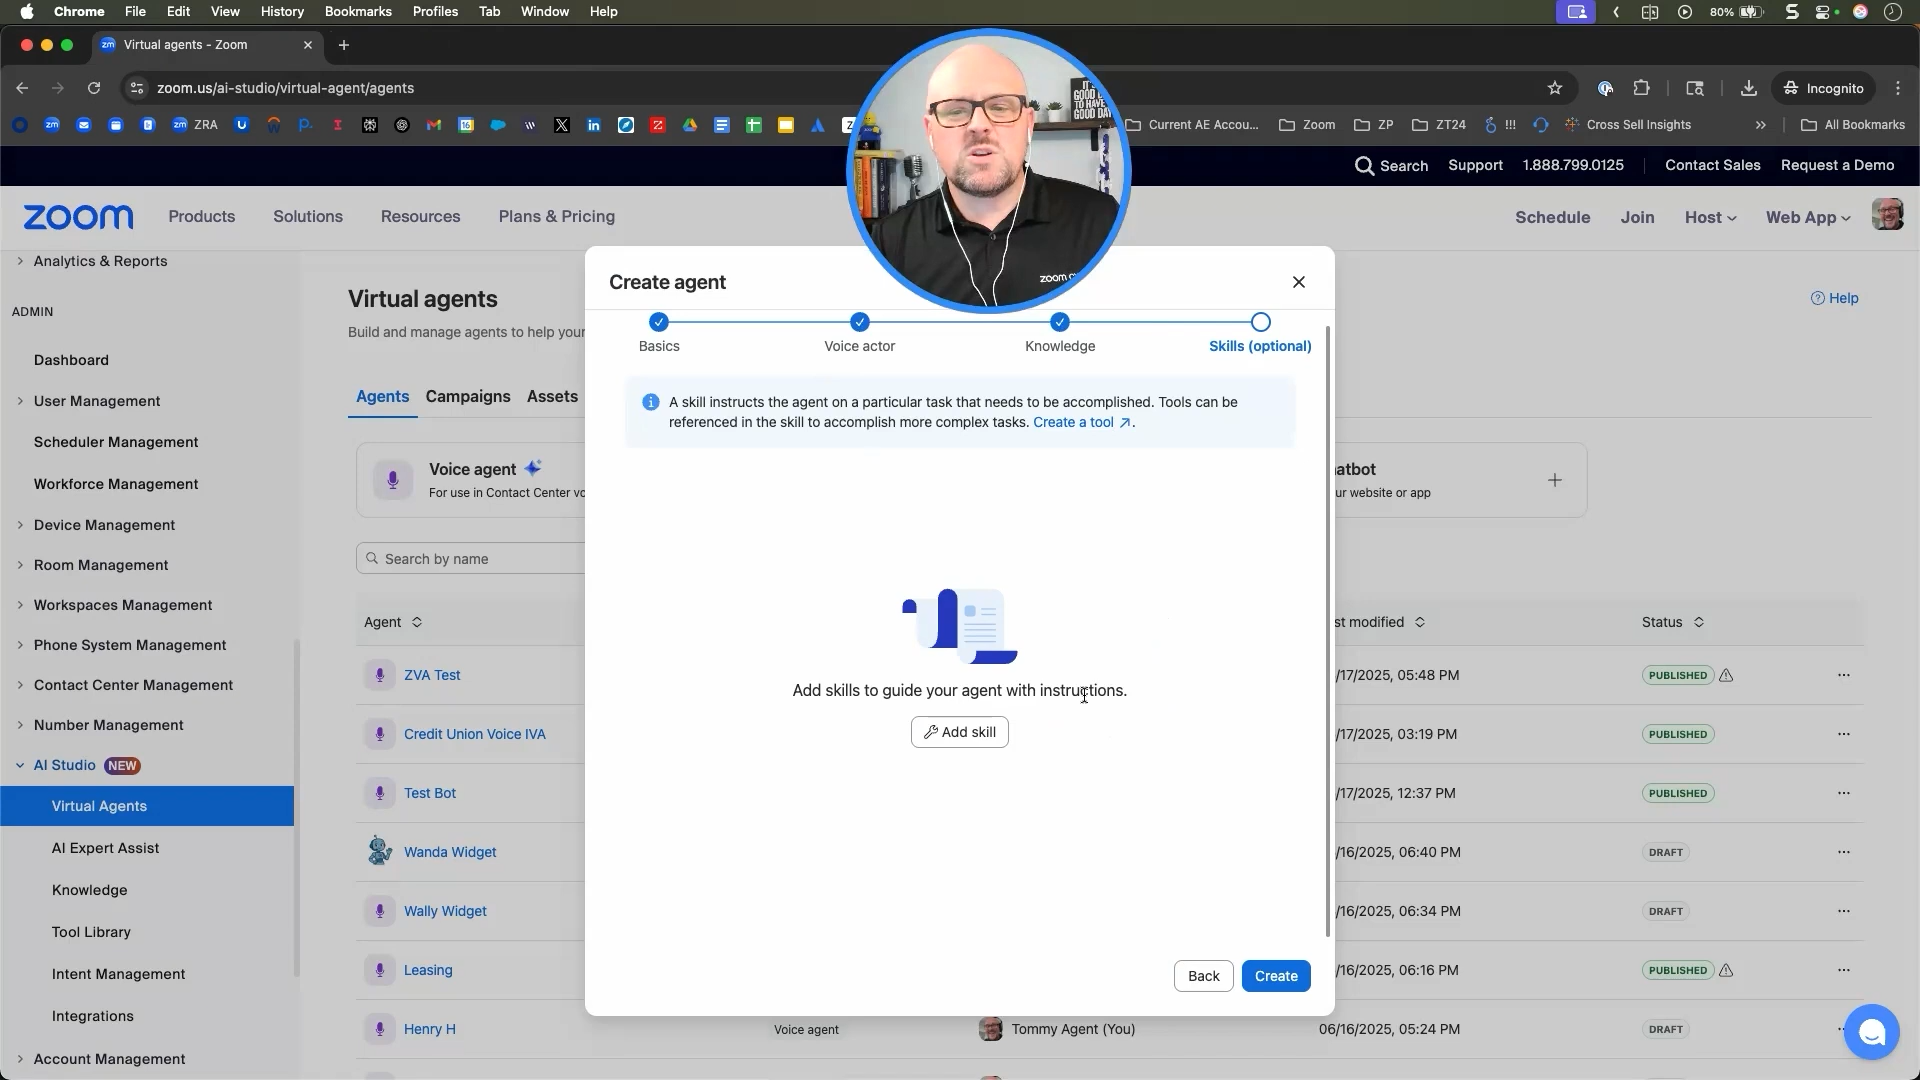 Chrome File Edit View History Bookmarks Profiles Tab Window Help
80%
Virtual agents - Zoom
zoom.us/ai-studio/virtual-agent/agents
Incognito
ZRA
Current AE Accou...
Zoom
ZP
ZT24
!!!
Cross Sell Insights
All Bookmarks
Search
Support
1.888.799.0125
Contact Sales
Request a Demo
zoom
Products
Solutions
Resources
Plans & Pricing
Schedule
Join
Host
Web App
Analytics & Reports
ADMIN
Dashboard
User Management
Scheduler Management
Workforce Management
Device Management
Room Management
Workspaces Management
Phone System Management
Contact Center Management
Number Management
AI Studio NEW
Virtual Agents
AI Expert Assist
Knowledge
Tool Library
Intent Management
Integrations
Account Management
Virtual agents
Help
Build and manage agents to help your
Agents
Campaigns
Assets
Voice agent
For use in Contact Center vo
atbot
ur website or app
Search by name
Agent
st modified
Status
ZVA Test
/17/2025, 05:48 PM
PUBLISHED
Credit Union Voice IVA
/17/2025, 03:19 PM
PUBLISHED
Test Bot
/17/2025, 12:37 PM
PUBLISHED
Wanda Widget
/16/2025, 06:40 PM
DRAFT
Wally Widget
/16/2025, 06:34 PM
DRAFT
Leasing
/16/2025, 06:16 PM
PUBLISHED
Henry H
Voice agent
Tommy Agent (You)
06/16/2025, 05:24 PM
DRAFT
Create agent
Basics
Voice actor
Knowledge
Skills (optional)
A skill instructs the agent on a particular task that needs to be accomplished. Tools can be
referenced in the skill to accomplish more complex tasks. Create a tool.
Add skills to guide your agent with instructions.
Add skill
Back
Create
IT'S
GOOD D
TO HAVE
GOOD DAY
zoom